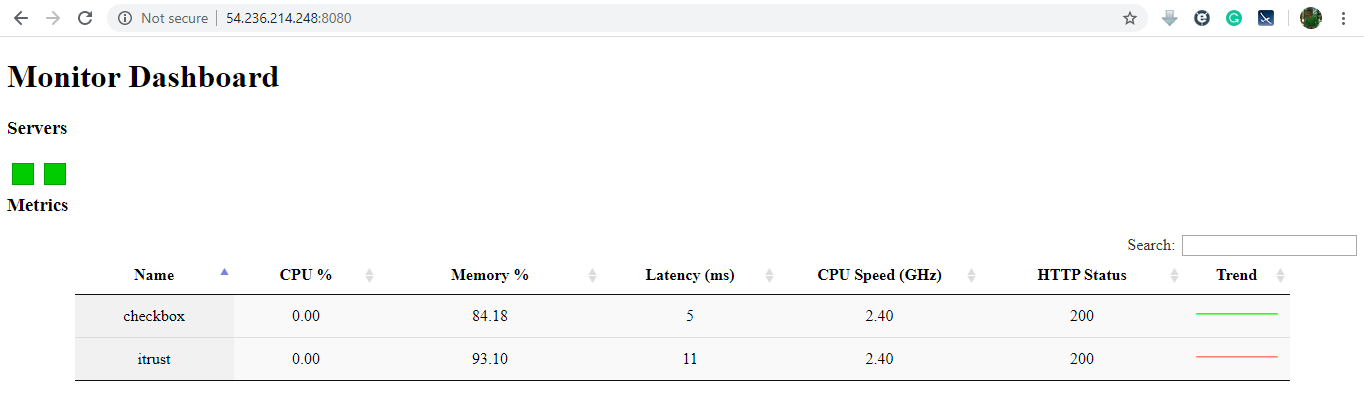 Not secure | 54.236.214.248:8080
Monitor Dashboard
Servers
Metrics
Search:
Name CPU % Memory % Latency (ms) CPU Speed (GHz) HTTP Status Trend
checkbox 0.00 84.18 5 2.40 200
itrust 0.00 93.10 11 2.40 200